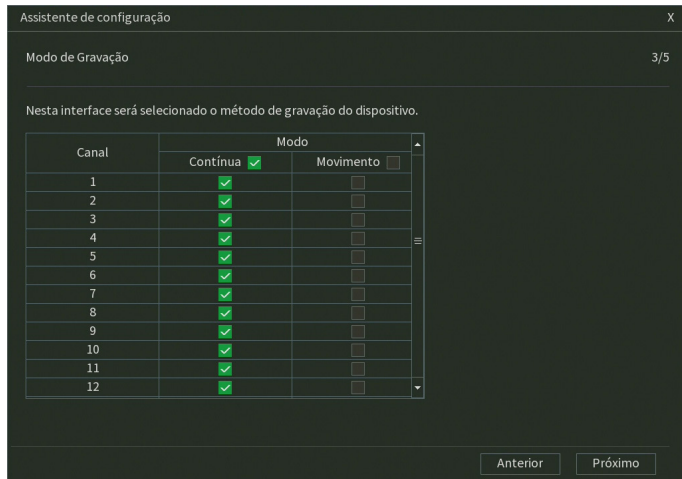 Assistente de configuração X
Modo de Gravação 3/5
Nesta interface será selecionado o método de gravação do dispositivo.
Canal Modo
Contínua Movimento
1
2
3
4
5
6
7
8
9
10
11
12
Anterior Próximo